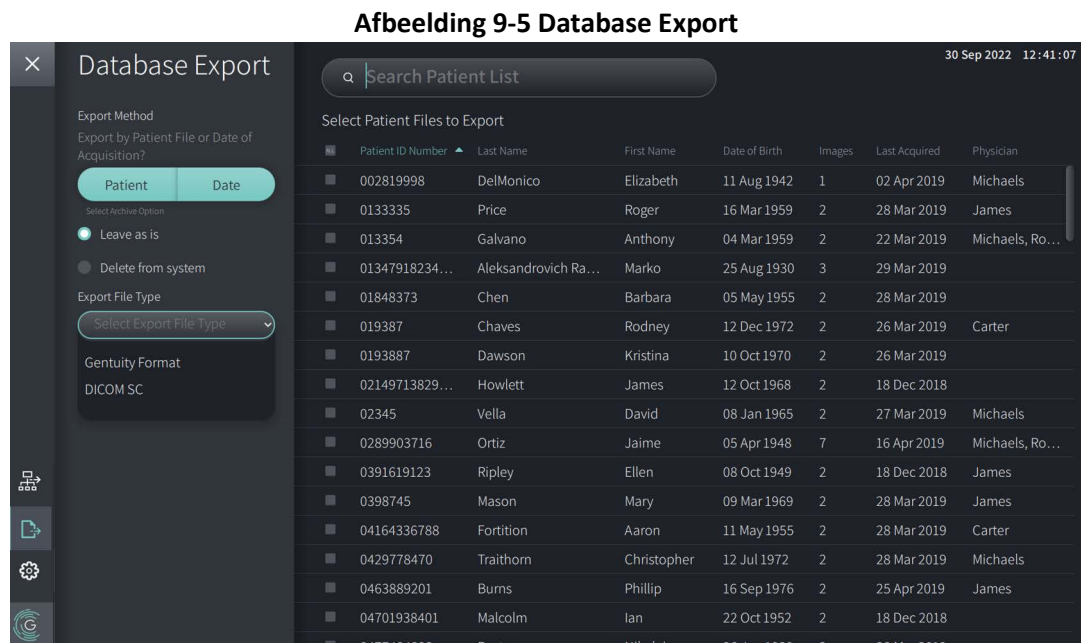 Afbeelding 9-5 Database Export
Database Export
Export Method
Export by Patient File or Date of
Acquisition?
Patient Date
Select Archive Option
Leave as is
Delete from system
Export File Type
Select Export File Type
Gentuity Format
DICOM SC
G
30 Sep 2022 12:41:07
Search Patient List
Select Patient Files to Export
ALL Patient ID Number Last Name First Name Date of Birth Images Last Acquired Physician
002819998 DelMonico Elizabeth 11 Aug 1942 1 02 Apr 2019 Michaels
0133335 Price Roger 16 Mar 1959 2 28 Mar 2019 James
013354 Galvano Anthony 04 Mar 1959 2 22 Mar 2019 Michaels, Ro...
01347918234... Aleksandrovich Ra... Marko 25 Aug 1930 3 29 Mar 2019
01848373 Chen Barbara 05 May 1955 2 28 Mar 2019
019387 Chaves Rodney 12 Dec 1972 2 26 Mar 2019 Carter
0193887 Dawson Kristina 10 Oct 1970 2 26 Mar 2019
02149713829... Howlett James 12 Oct 1968 2 18 Dec 2018
02345 Vella David 08 Jan 1965 2 27 Mar 2019 Michaels
0289903716 Ortiz Jaime 05 Apr 1948 7 16 Apr 2019 Michaels, Ro...
0391619123 Ripley Ellen 08 Oct 1949 2 18 Dec 2018 James
0398745 Mason Mary 09 Mar 1969 2 28 Mar 2019 James
04164336788 Fortition Aaron 11 May 1955 2 28 Mar 2019 Carter
0429778470 Traithorn Christopher 12 Jul 1972 2 28 Mar 2019 Michaels
0463889201 Burns Phillip 16 Sep 1976 2 25 Apr 2019 James
04701938401 Malcolm Ian 22 Oct 1952 2 18 Dec 2018